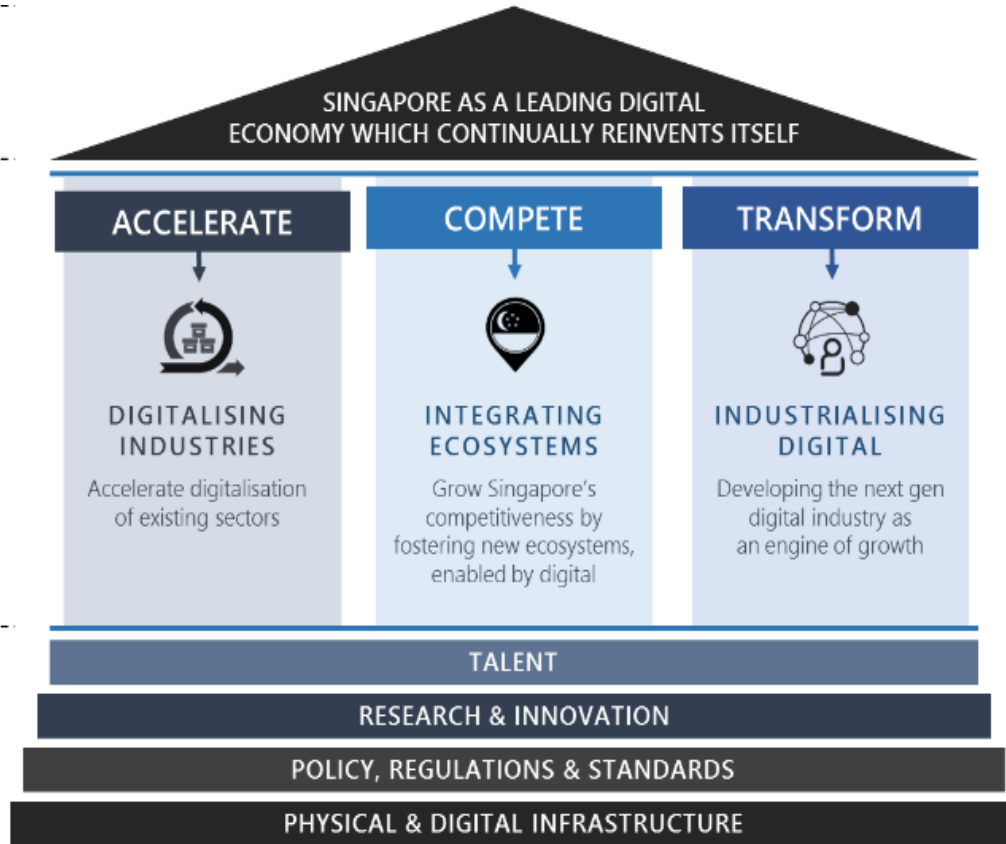 SINGAPORE AS A LEADING DIGITAL
ECONOMY WHICH CONTINUALLY REINVENTS ITSELF
ACCELERATE
DIGITALISING
INDUSTRIES
Accelerate digitalisation
of existing sectors
COMPETE
INTEGRATING
ECOSYSTEMS
Grow Singapore's
competitiveness by
fostering new ecosystems,
enabled by digital
TRANSFORM
INDUSTRIALISING
DIGITAL
Developing the next gen
digital industry as
an engine of growth
TALENT
RESEARCH & INNOVATION
POLICY, REGULATIONS & STANDARDS
PHYSICAL & DIGITAL INFRASTRUCTURE